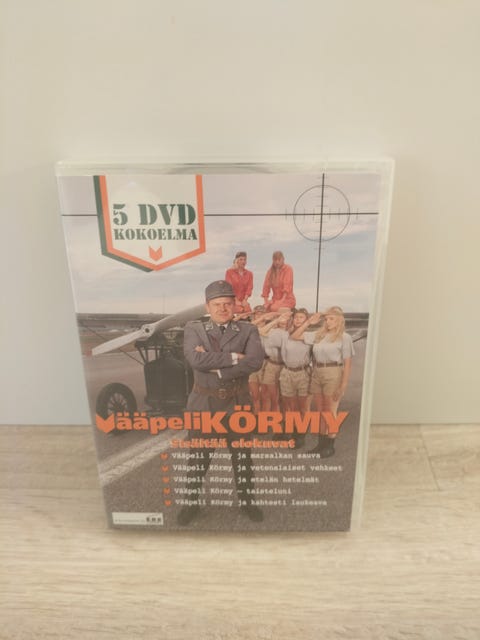 5 DVD
KOKOELMA
VääpeliKÖRMY
sisältää elokuvat
Vääpeli Körmy ja marsalkan sauva
Vääpeli Körmy ja vetenalaiset vehkeet
Vääpeli Körmy ja etelän hetelmät
Vääpeli Körmy – taisteluni
Vääpeli Körmy ja kahtesti laukeava